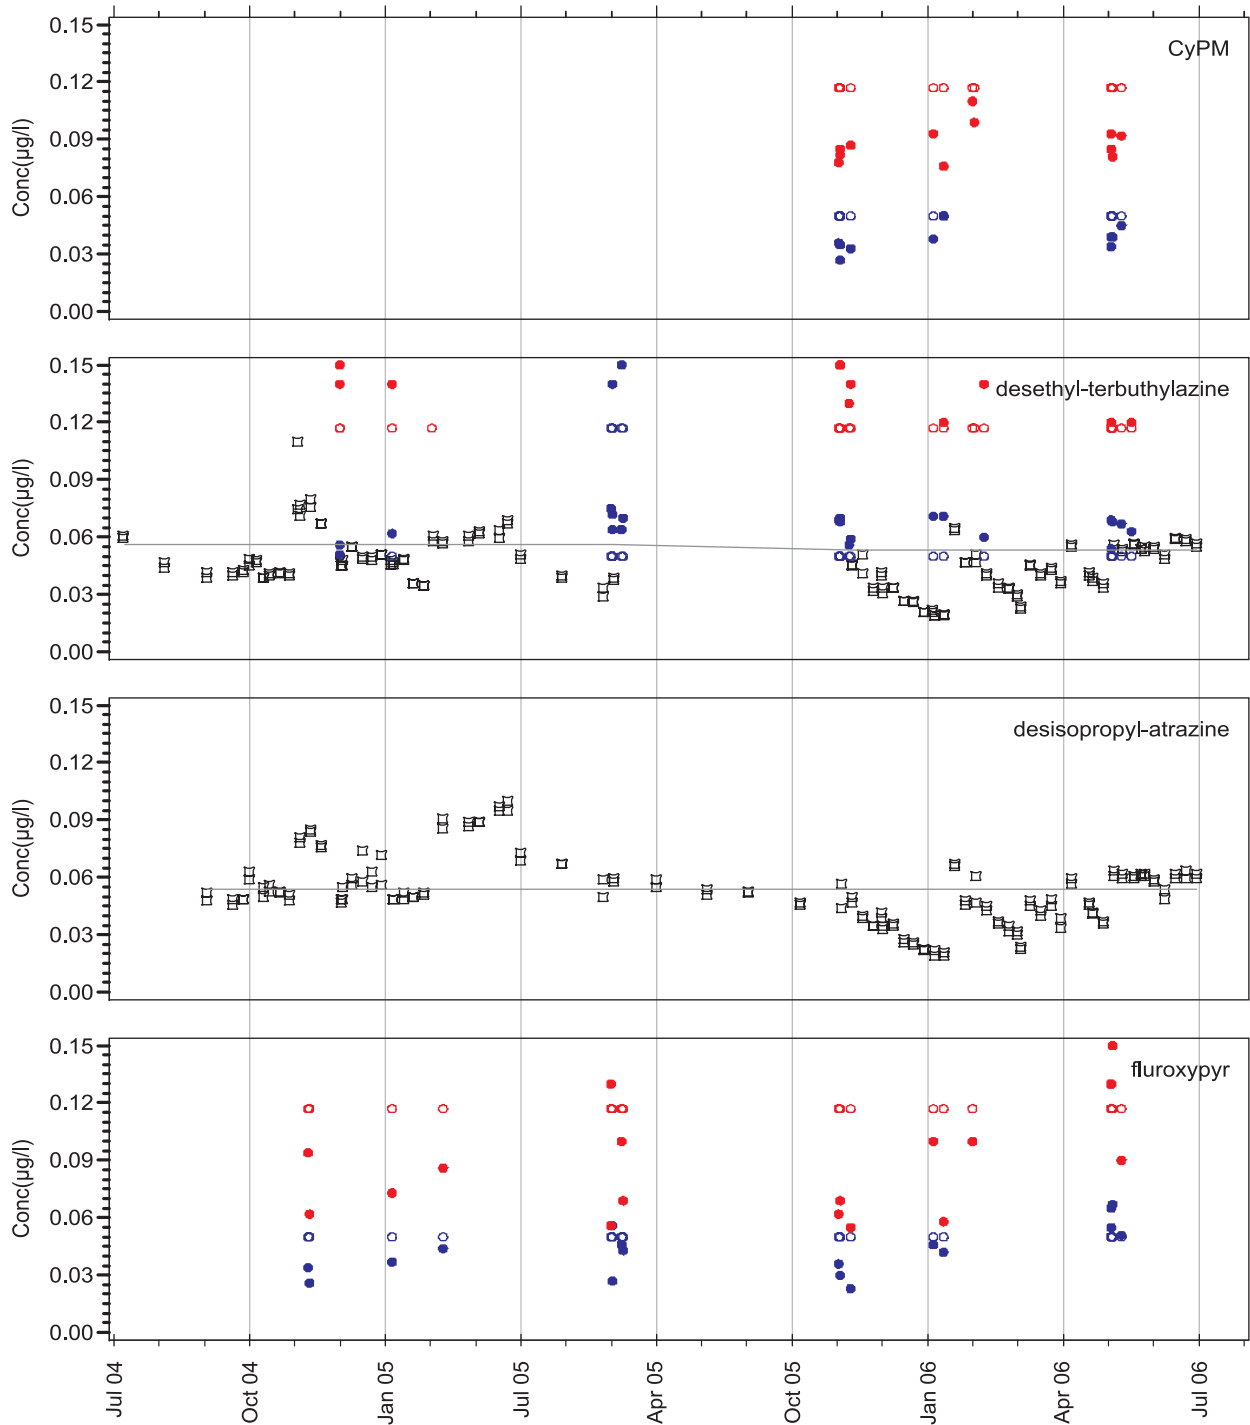 0.15
CyPM
0.12
0.09
0.06
0.03
0.00
Conc(µg/l)
0.15
desethyl-terbuthylazine
0.12
0.09
0.06
0.03
0.00
Conc(µg/l)
0.15
desisopropyl-atrazine
0.12
0.09
0.06
0.03
0.00
Conc(µg/l)
0.15
fluroxypyr
0.12
0.09
0.06
0.03
0.00
Conc(µg/l)
Jul 04
Oct 04
Jan 05
Jul 05
Apr 05
Oct 05
Jan 06
Apr 06
Jul 06